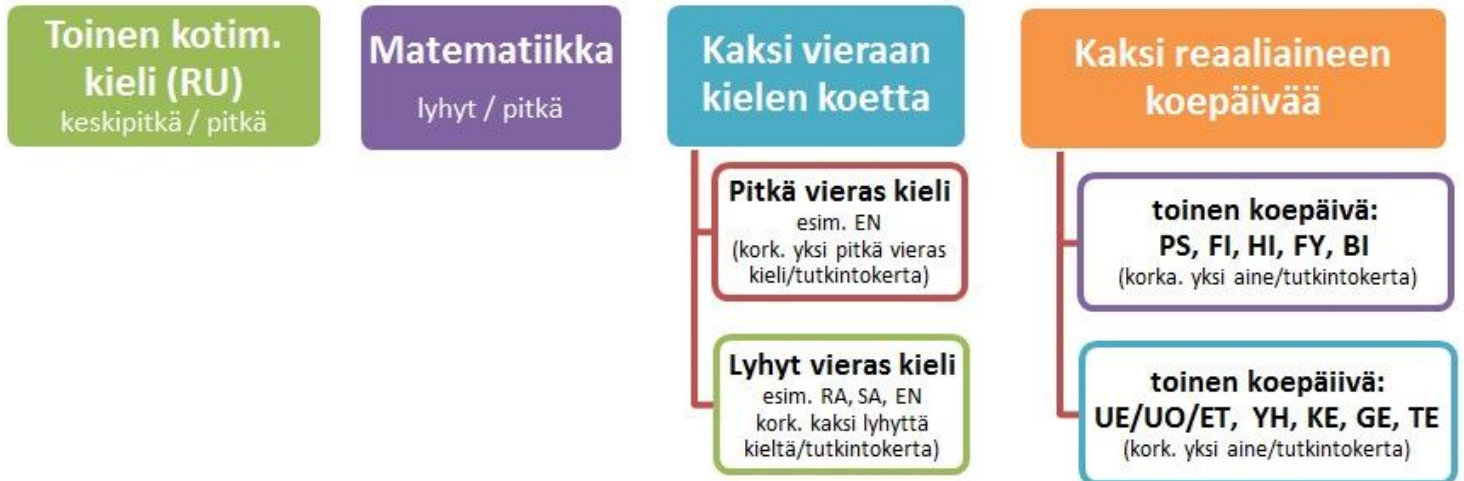 Toinen kotim.
kieli (RU)
keskipitkä / pitkä
Matematiikka
lyhyt / pitkä
Kaksi vieraan
kielen koetta
Pitkä vieras kieli
esim. EN
(kork. yksi pitkä vieras
kieli/tutkintokerta)
Lyhyt vieras kieli
esim. RA, SA, EN
kork. kaksi lyhyttä
kieltä/tutkintokerta)
Kaksi reaaliaineen
koepäivää
toinen koepäivä:
PS, FI, HI, FY, BI
(korka. yksi aine/tutkintokerta)
toinen koepäiivä:
UE/UO/ET, YH, KE, GE, TE
(kork. yksi aine/tutkintokerta)